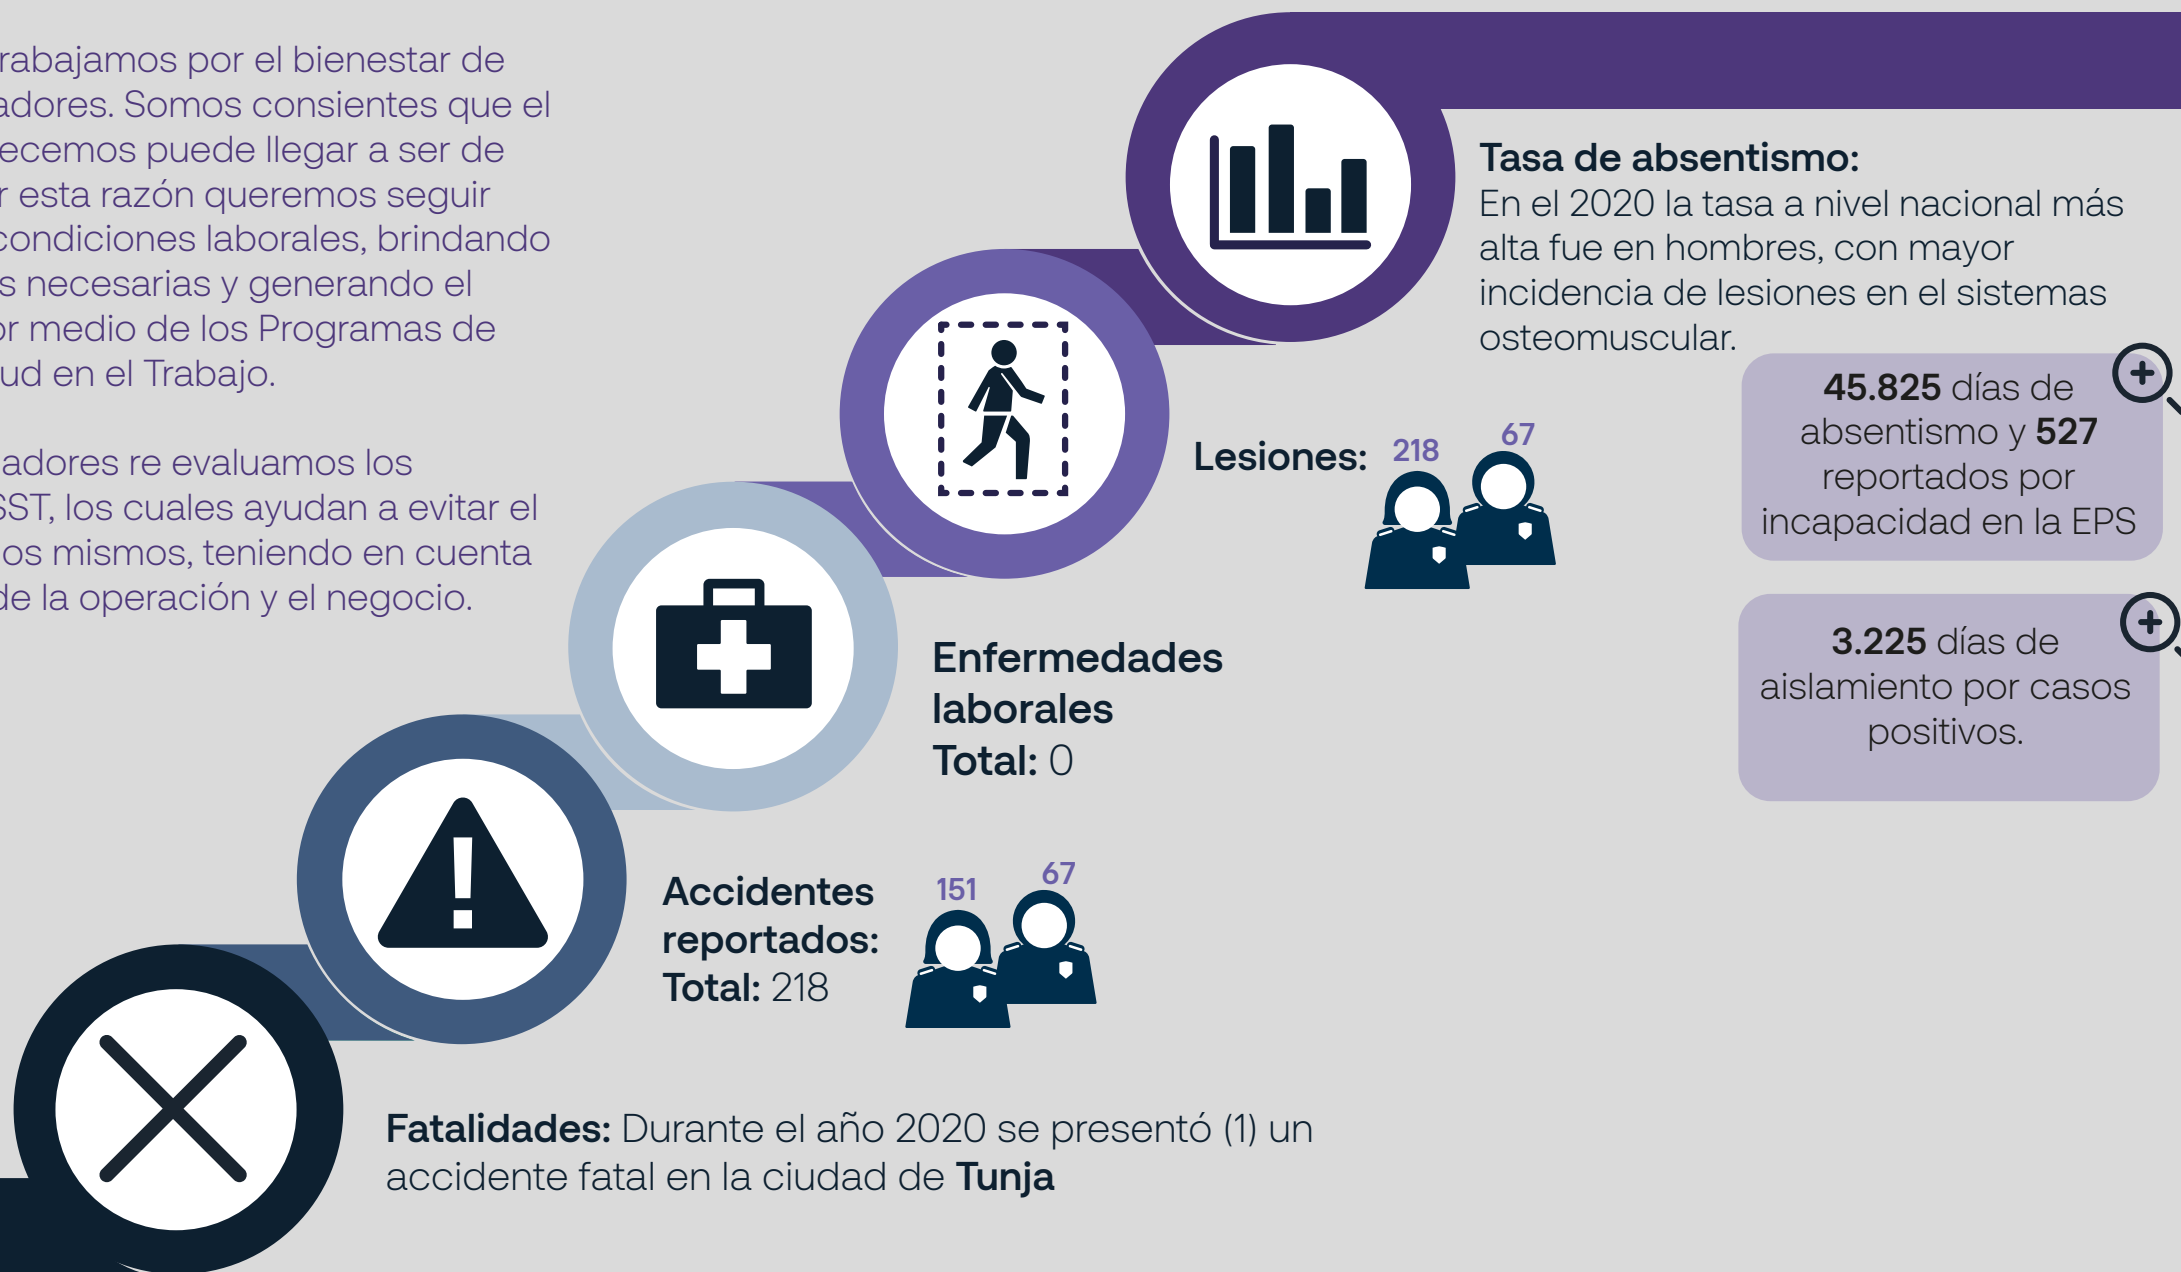 rabajamos por el bienestar de
adores. Somos consientes que el
ecemos puede llegar a ser de
r esta razón queremos seguir
condiciones laborales, brindando
s necesarias y generando el
or medio de los Programas de
ud en el Trabajo.
adores re evaluamos los
SST, los cuales ayudan a evitar el
os mismos, teniendo en cuenta
de la operación y el negocio.
Tasa de absentismo:
En el 2020 la tasa a nivel nacional más
alta fue en hombres, con mayor
incidencia de lesiones en el sistemas
osteomuscular.
45.825 días de
absentismo y 527
reportados por
incapacidad en la EPS
3.225 días de
aislamiento por casos
positivos.
Lesiones: 218 67
Enfermedades
laborales
Total: 0
Accidentes
reportados:
Total: 218
151 67
Fatalidades: Durante el año 2020 se presentó (1) un
accidente fatal en la ciudad de Tunja